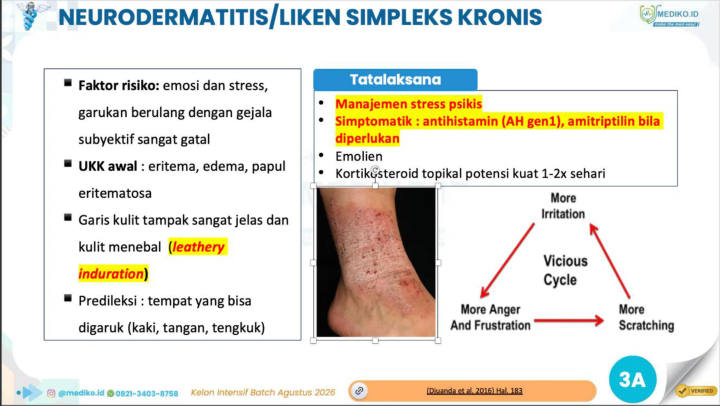 NEURODERMATITIS/LIKEN SIMPLEKS KRONIS
MEDIKO.ID
Faktor risiko: emosi dan stress,
garukan berulang dengan gejala
subyektif sangat gatal
UKK awal : eritema, edema, papul
eritematosa
Garis kulit tampak sangat jelas dan
kulit menebal (leathery
induration)
Predileksi : tempat yang bisa
digaruk (kaki, tangan, tengkuk)
Tatalaksana
Manajemen stress psikis
Simptomatik : antihistamin (AH gen1), amitriptilin bila
diperlukan
Emolien
Kortikosteroid topikal potensi kuat 1-2x sehari
More
Irritation
Vicious
Cycle
More Anger
And Frustration
More
Scratching
3A
@mediko.id 0821-3403-8758 Kelon Intensif Batch Agustus 2026
(Djuanda et al, 2016) Hal. 183
VERIFIED